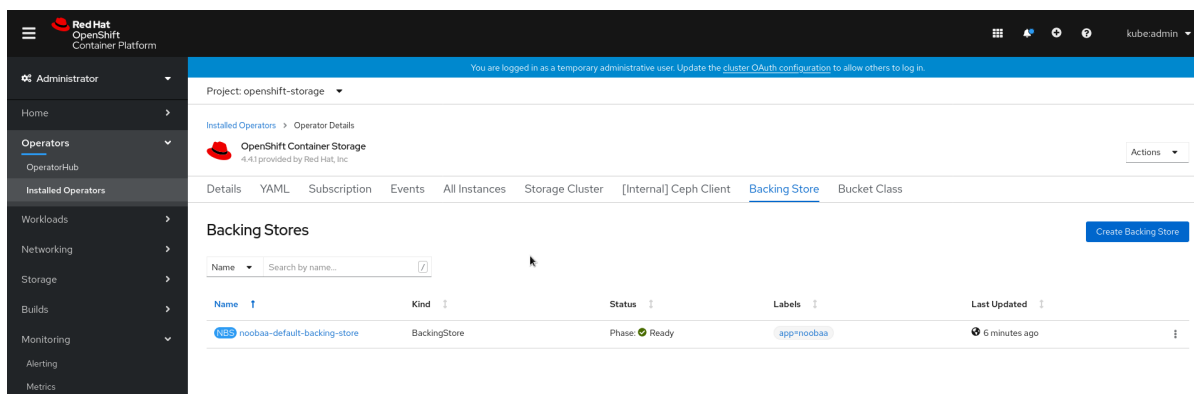 Red Hat
OpenShift
Container Platform
kube:admin
Administrator
You are logged in as a temporary administrative user. Update the cluster OAuth configuration to allow others to log in.
Project: openshift-storage
Home
Installed Operators > Operator Details
Operators
OpenShift Container Storage
4.4.1 provided by Red Hat, Inc
Actions
OperatorHub
Installed Operators
Details YAML Subscription Events All Instances Storage Cluster [Internal] Ceph Client Backing Store Bucket Class
Workloads
Backing Stores
Create Backing Store
Networking
Name Search by name... /
Storage
Name Kind Status Labels Last Updated
Builds
NBS noobaa-default-backing-store BackingStore Phase: Ready app=noobaa 6 minutes ago
Monitoring
Alerting
Metrics